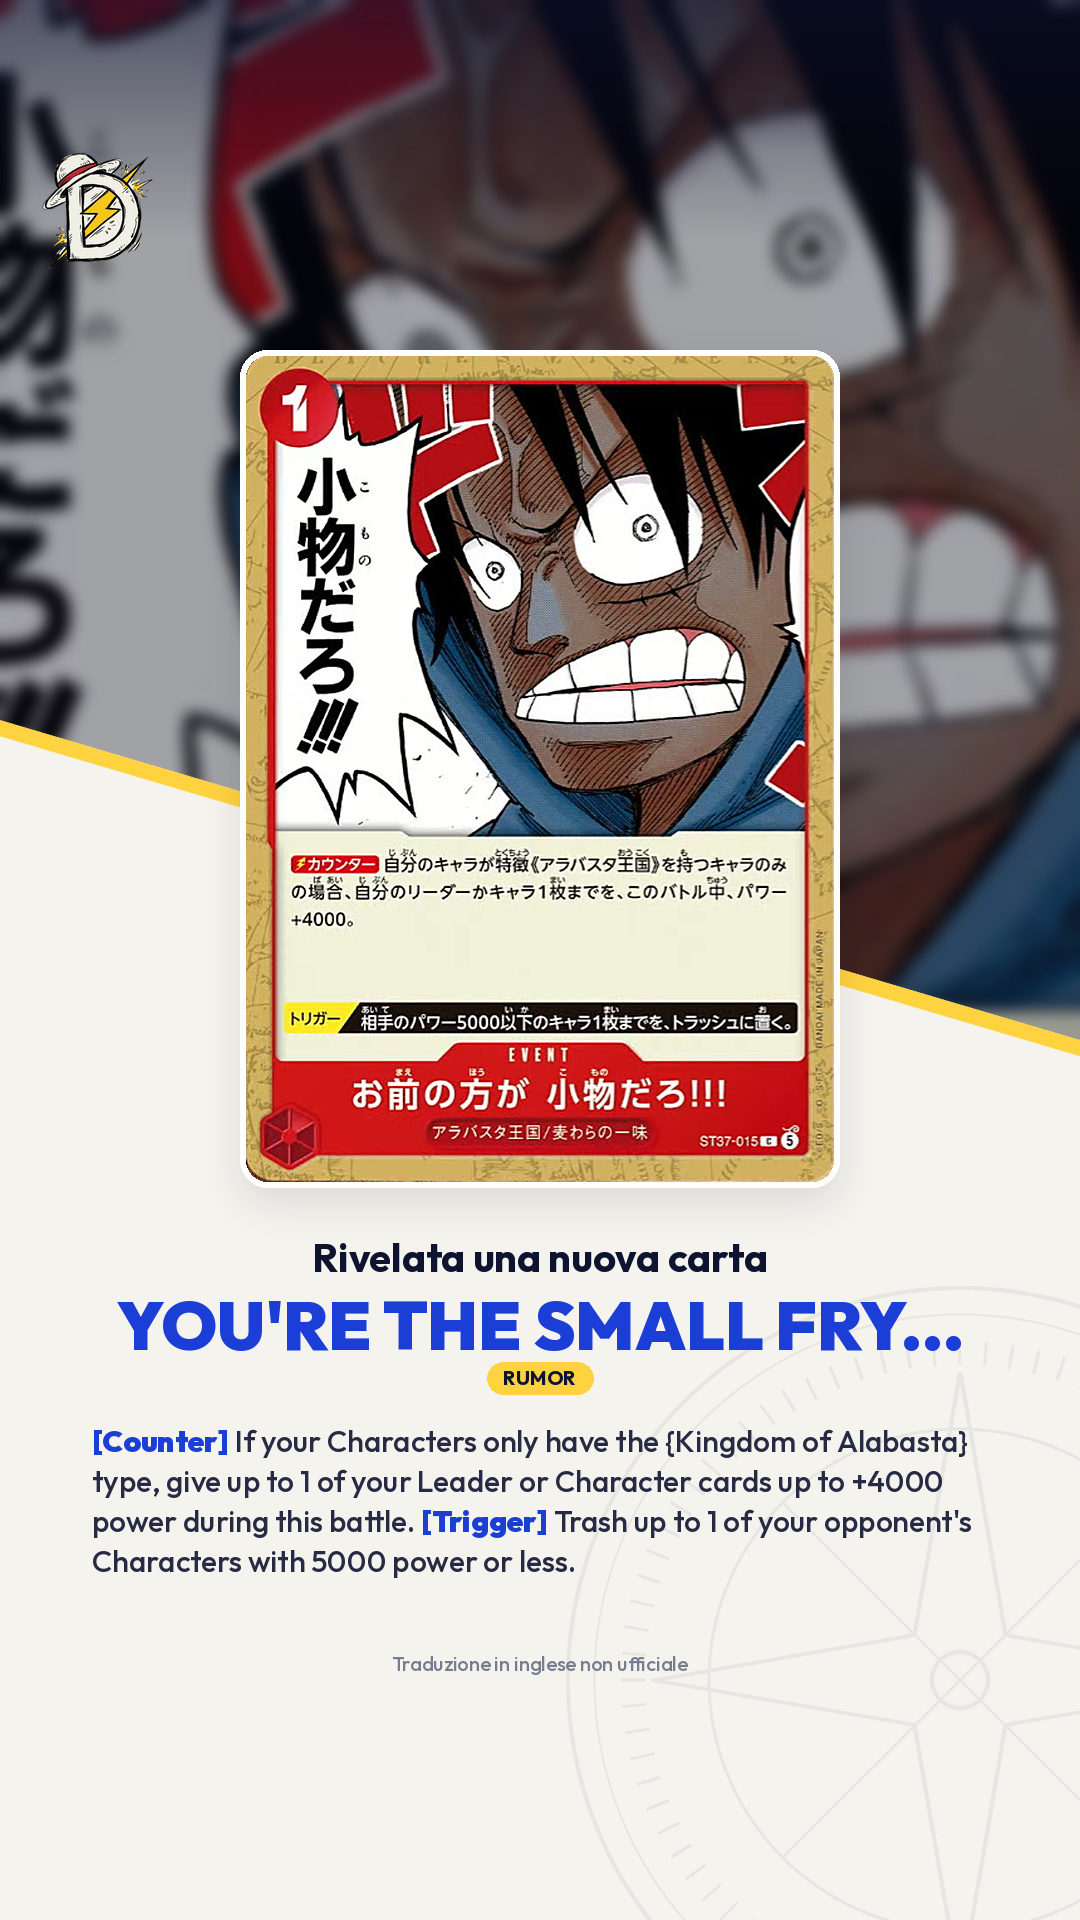 1
小物だろ!!!
こ
もの
カウンター 自分のキャラが特徴《アラバスタ王国》を持つキャラのみ
の場合、自分のリーダーかキャラ1枚までを、このバトル中、パワー
+4000。
トリガー 相手のパワー5000以下のキャラ1枚までを、トラッシュに置く。
EVENT
お前の方が 小物だろ!!!
アラバスタ王国/麦わらの一味
ST37-015 C 5
BANDAI MADE IN JAPAN
Rivelata una nuova carta
YOU'RE THE SMALL FRY...
RUMOR
[Counter] If your Characters only have the {Kingdom of Alabasta}
type, give up to 1 of your Leader or Character cards up to +4000
power during this battle. [Trigger] Trash up to 1 of your opponent's
Characters with 5000 power or less.
Traduzione in inglese non ufficiale